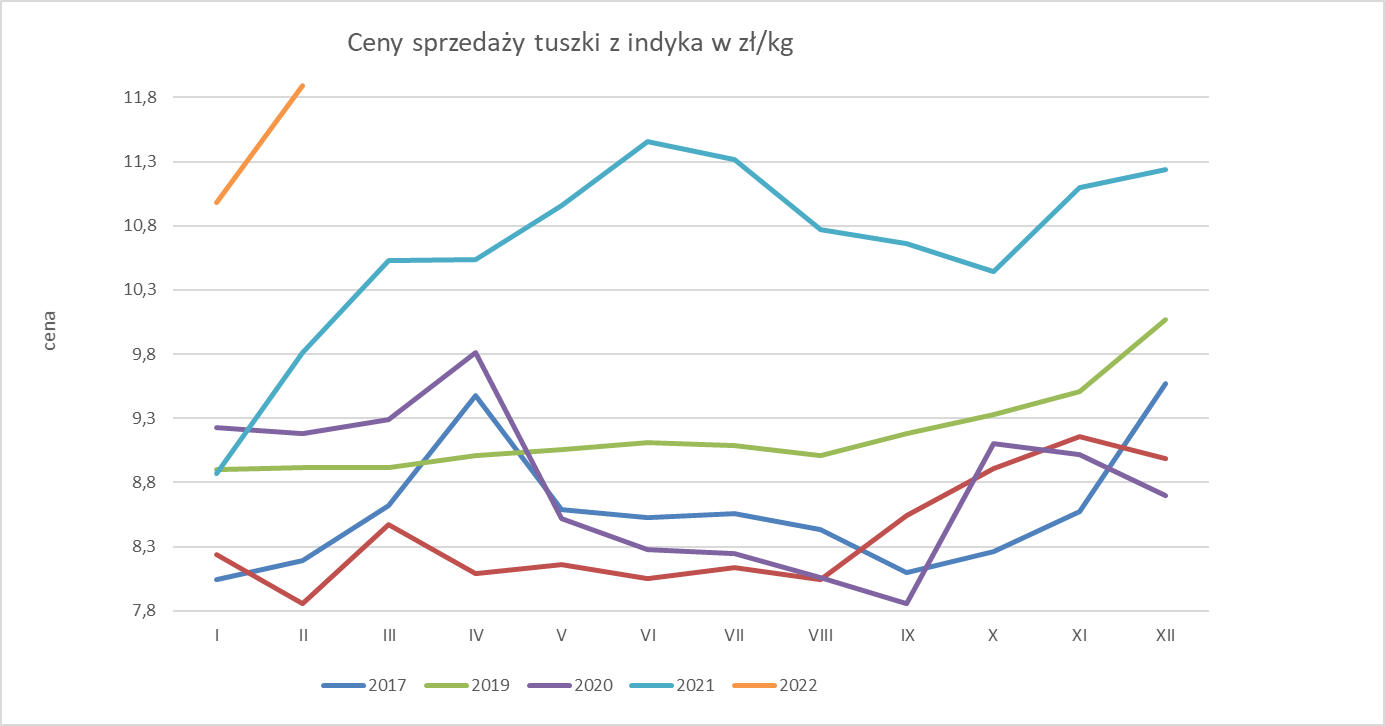 Ceny sprzedaży tuszki z indyka w zł/kg
11,8
11,3
10,8
10,3
9,8
9,3
8,8
8,3
7,8
cena
I II III IV V VI VII VIII IX X XI XII
2017 2019 2020 2021 2022